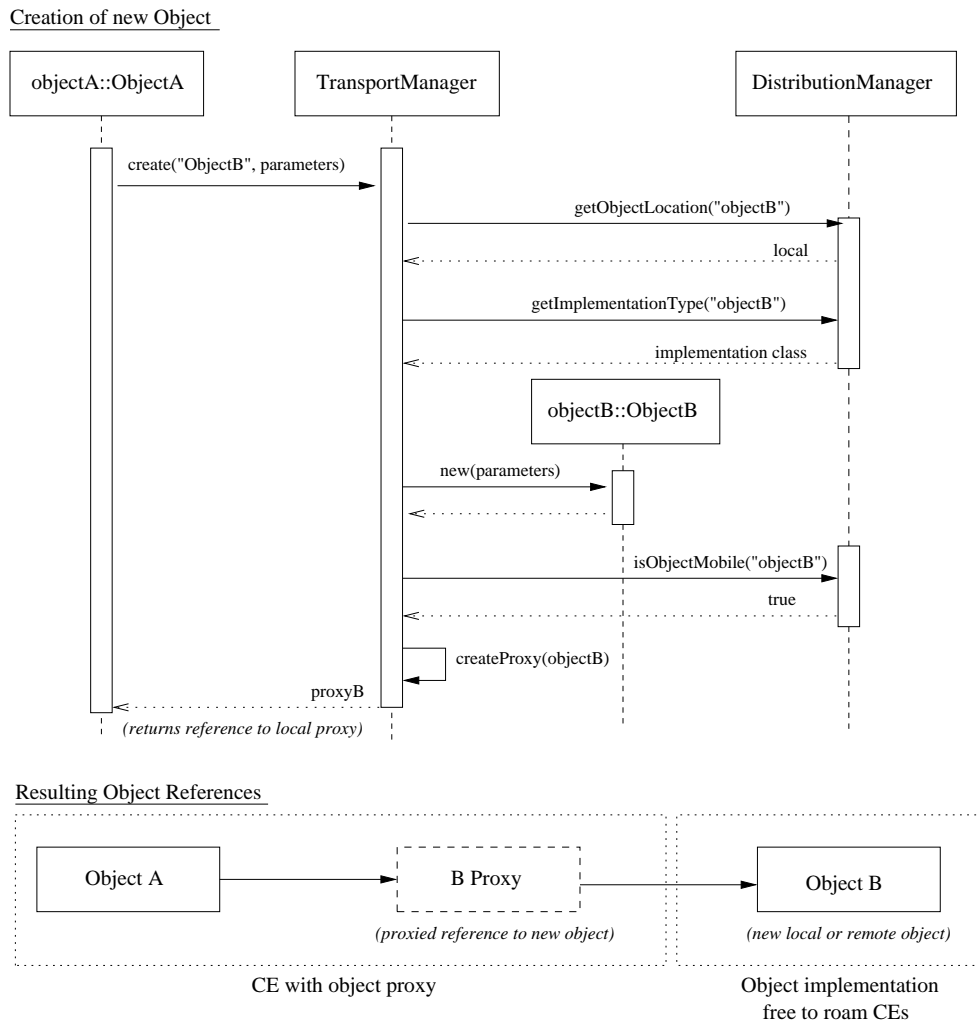 Creation of new Object
objectA::ObjectA
TransportManager
DistributionManager
create("ObjectB", parameters)
getObjectLocation("objectB")
local
getImplementationType("objectB")
implementation class
objectB::ObjectB
new(parameters)
isObjectMobile("objectB")
true
createProxy(objectB)
proxyB
(returns reference to local proxy)
Resulting Object References
Object A
B Proxy
Object B
(proxied reference to new object)
(new local or remote object)
CE with object proxy
Object implementation
free to roam CEs